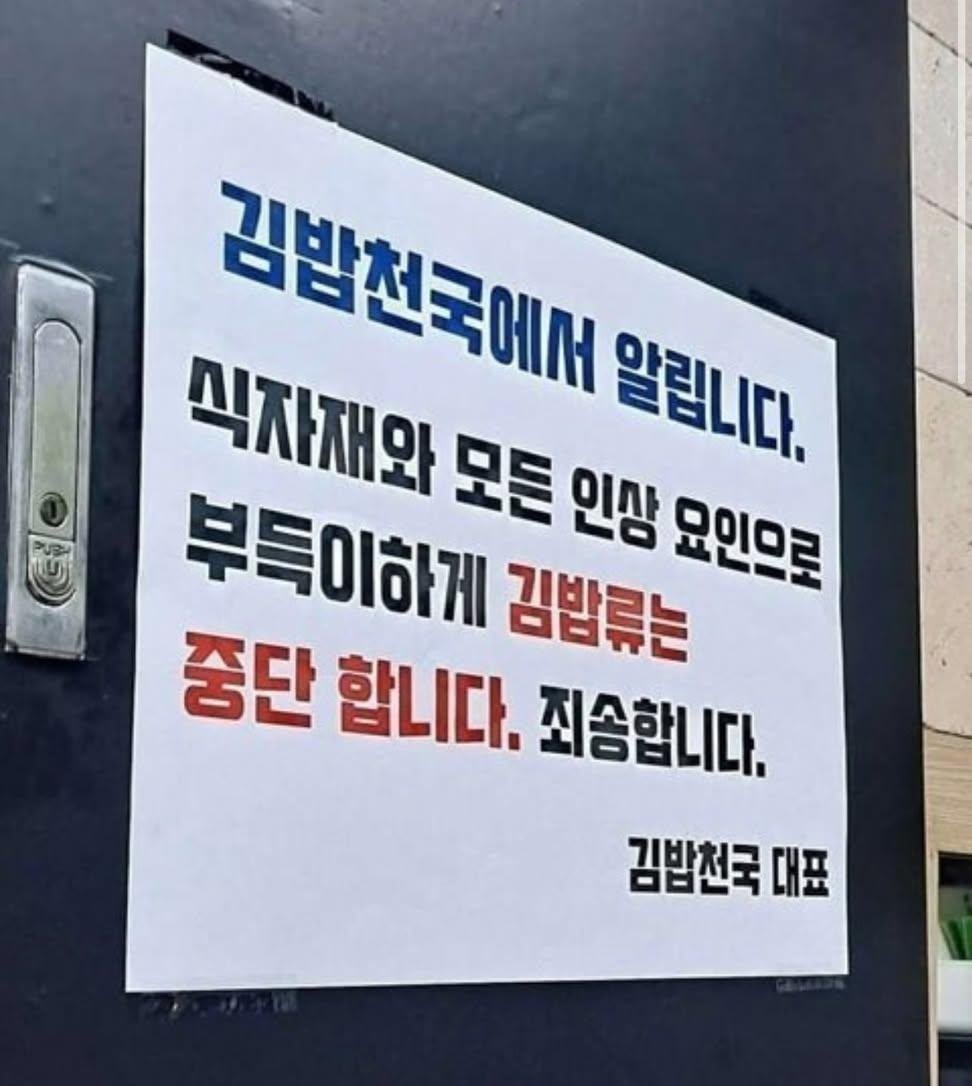 김밥천국에서 알립니다.
식자재와 모든 인상 요인으로
부득이하게 김밥류는
중단 합니다. 죄송합니다.
김밥천국 대표
PUSH